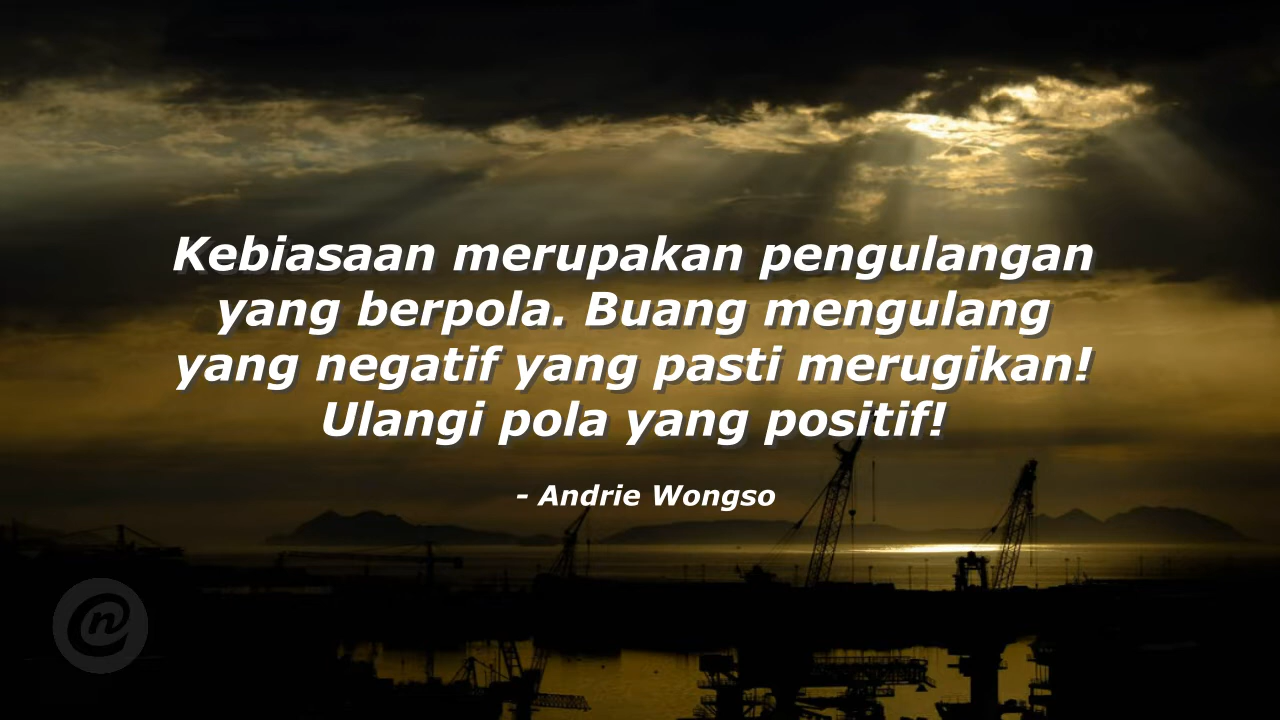 Kebiasaan merupakan pengulangan
yang berpola. Buang mengulang
yang negatif yang pasti merugikan!
Ulangi pola yang positif!
- Andrie Wongso